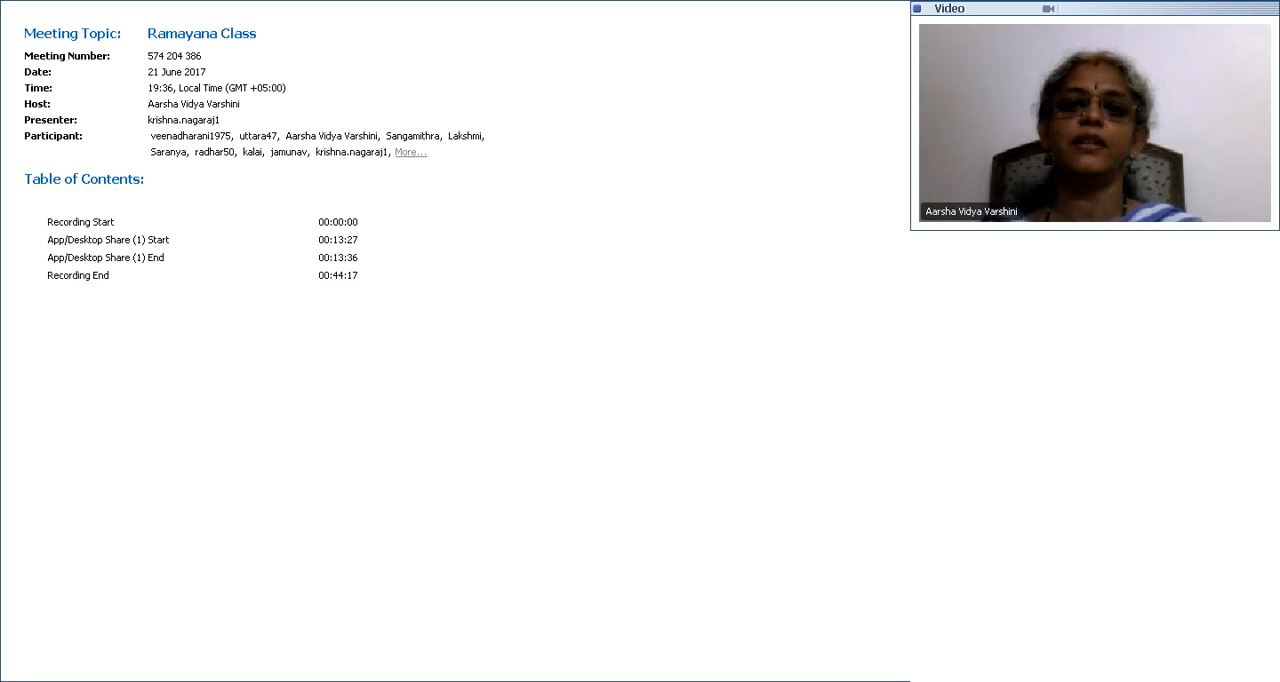 Meeting Topic: Ramayana Class
Meeting Number: 574 204 386
Date: 21 June 2017
Time: 19:36, Local Time (GMT +05:00)
Host: Aarsha Vidya Varshini
Presenter: krishna.nagaraj1
Participant: veenadharani1975, uttara47, Aarsha Vidya Varshini, Sangamithra, Lakshmi,
Saranya, radhar50, kalai, jamunav, krishna.nagaraj1, More...
Table of Contents:
Recording Start 00:00:00
App/Desktop Share (1) Start 00:13:27
App/Desktop Share (1) End 00:13:36
Recording End 00:44:17
Video
Aarsha Vidya Varshini